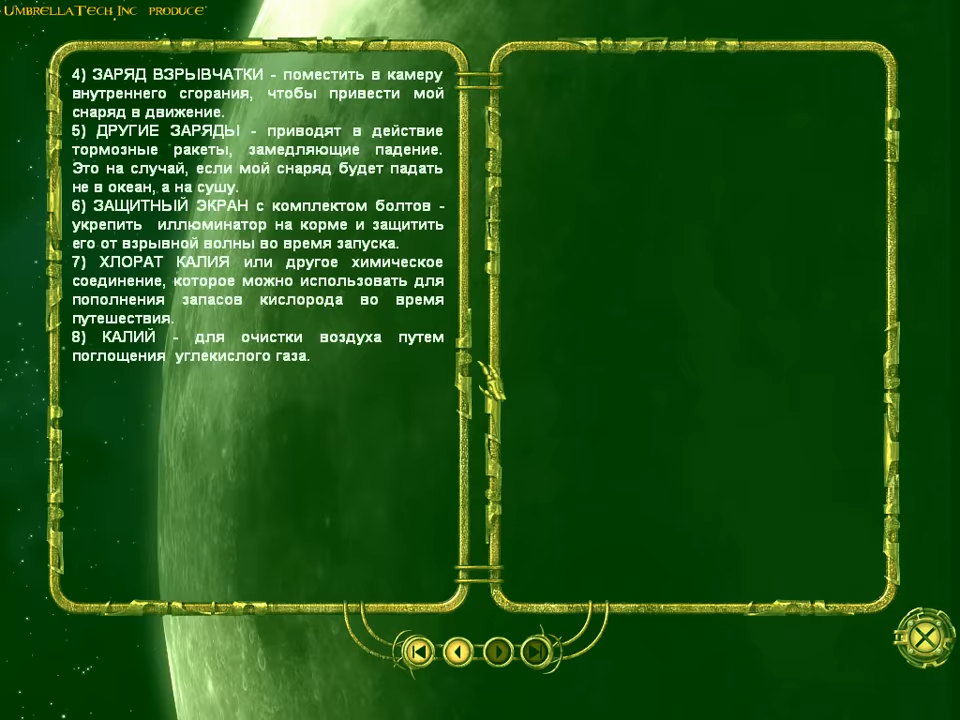 UmbrellaTech Inc produce
4) ЗАРЯД ВЗРЫВЧАТКИ - поместить в камеру
внутреннего сгорания, чтобы привести мой
снаряд в движение.
5) ДРУГИЕ ЗАРЯДЫ - приводят в действие
тормозные ракеты, замедляющие падение.
Это на случай, если мой снаряд будет падать
не в океан, а на сушу.
6) ЗАЩИТНЫЙ ЭКРАН с комплектом болтов -
укрепить иллюминатор на корме и защитить
его от взрывной волны во время запуска.
7) ХЛОРАТ КАЛИЯ или другое химическое
соединение, которое можно использовать для
пополнения запасов кислорода во время
путешествия.
8) КАЛИЙ - для очистки воздуха путем
поглощения углекислого газа.